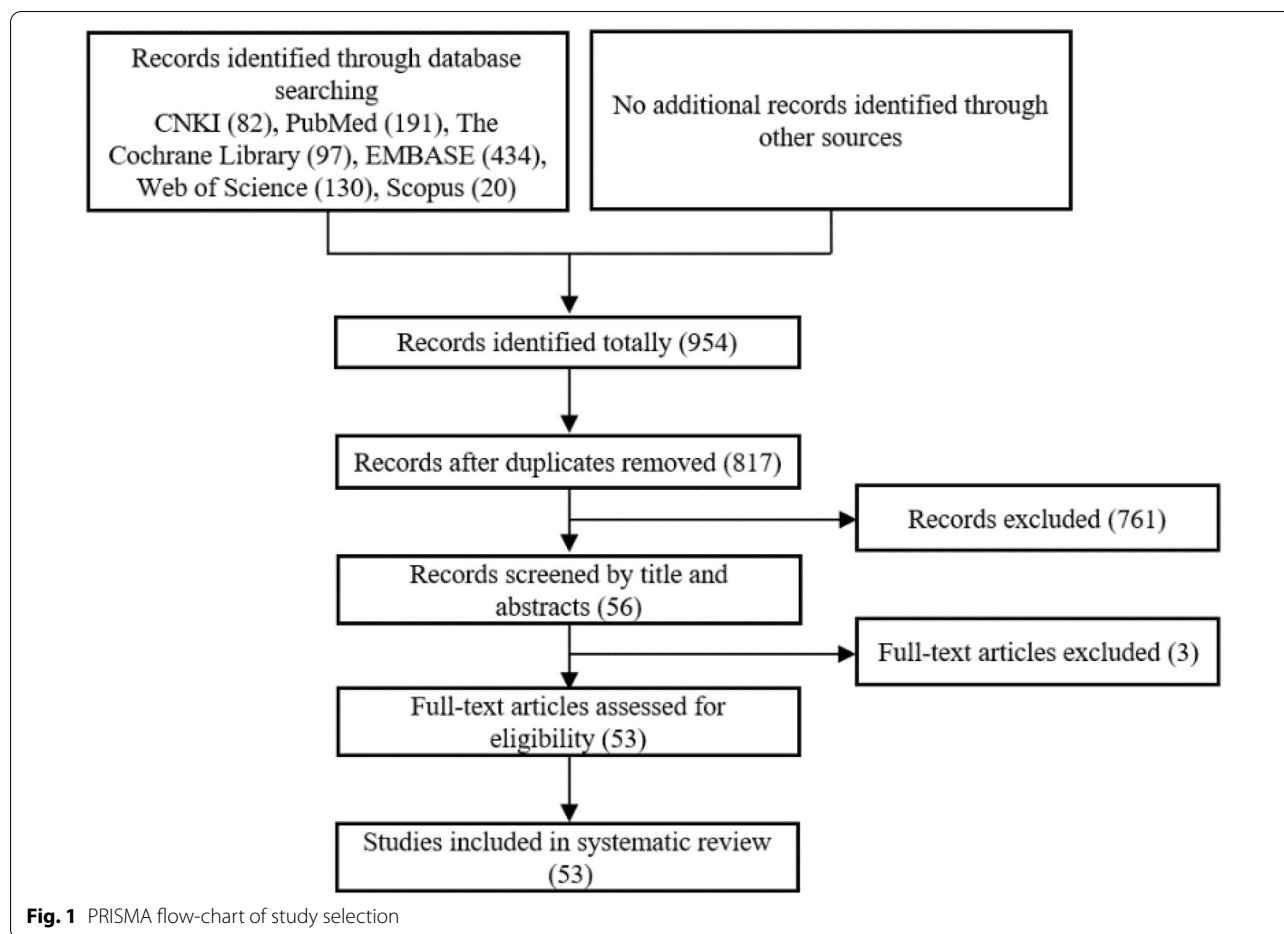 Records identified through database
searching
CNKI (82), PubMed (191), The
Cochrane Library (97), EMBASE (434),
Web of Science (130), Scopus (20)
No additional records identified through
other sources
Records identified totally (954)
Records after duplicates removed (817)
Records excluded (761)
Records screened by title and
abstracts (56)
Full-text articles excluded (3)
Full-text articles assessed for
eligibility (53)
Studies included in systematic review
(53)
Fig. 1 PRISMA flow-chart of study selection